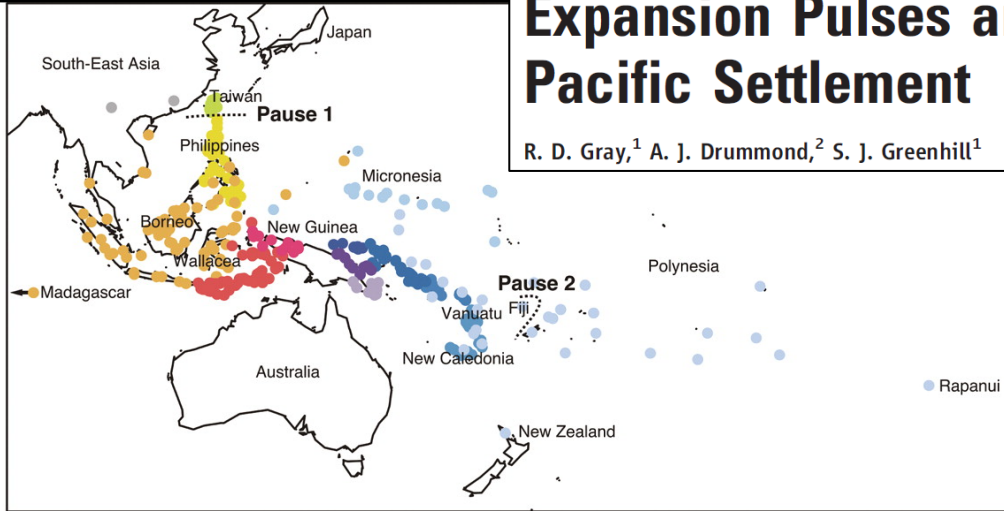 Expansion Pulses a
Pacific Settlement
R. D. Gray,1 A. J. Drummond,2 S. J. Greenhill1
Japan
South-East Asia
Taiwan
Pause 1
Philippines
Micronesia
Borneo
New Guinea
Wallacea
Polynesia
Madagascar
Pause 2
Vanuatu
Fiji
New Caledonia
Australia
Rapanui
New Zealand